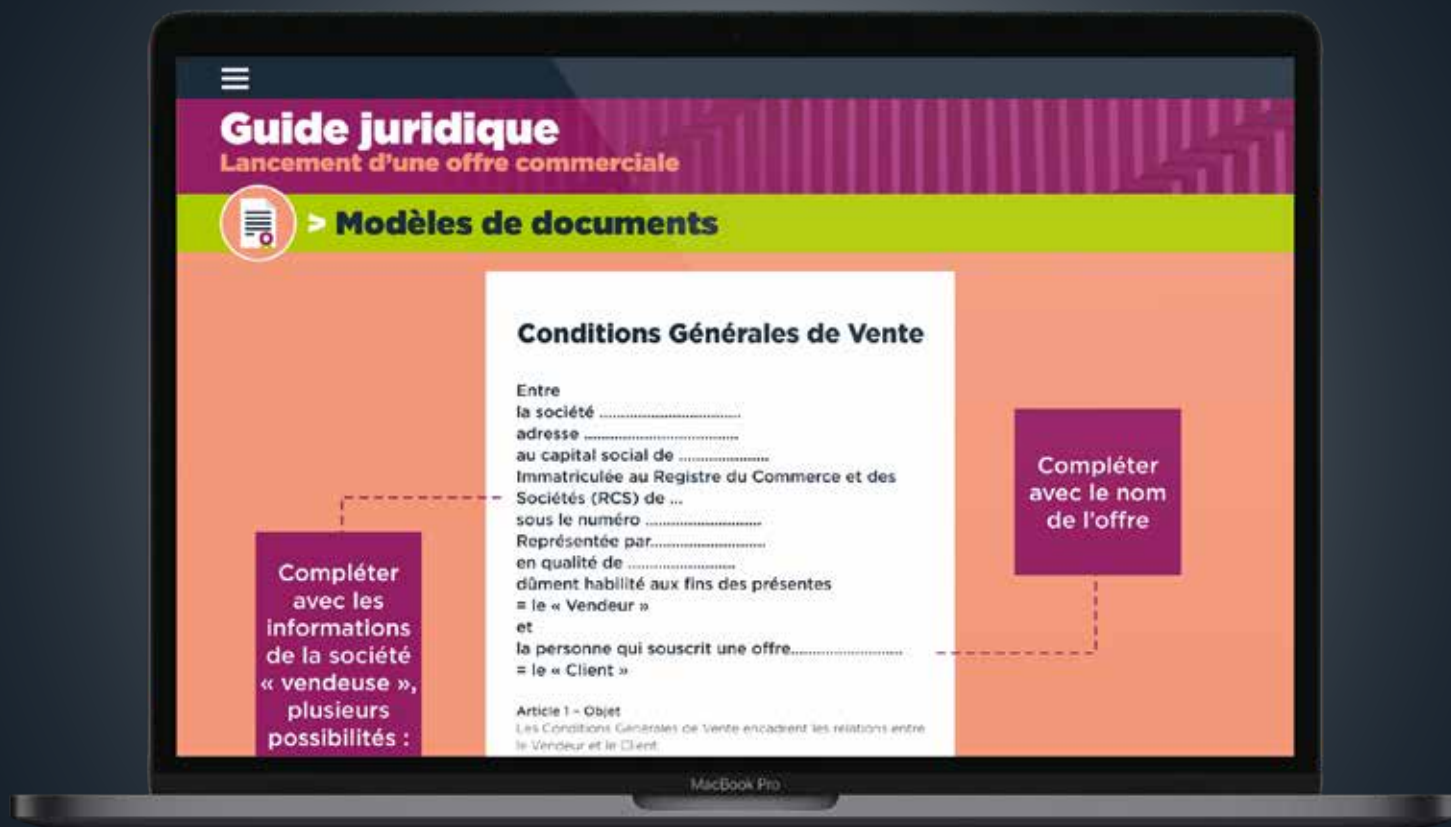 Guide juridique
Lancement d'une offre commerciale
> Modèles de documents
Conditions Générales de Vente
Entre
la société ...................................
adresse ......................................
au capital social de ......................
Immatriculée au Registre du Commerce et des
Sociétés (RCS) de ...
sous le numéro .............................
Représentée par............................
en qualité de ..........................
dûment habilité aux fins des présentes
= le « Vendeur »
et
la personne qui souscrit une offre...........................
= le « Client »
Article 1 - Objet
Les Conditions Générales de Vente encadrent les relations entre
le Vendeur et le Client.
Compléter
avec les
informations
de la société
« vendeuse »,
plusieurs
possibilités :
Compléter
avec le nom
de l'offre
MacBook Pro